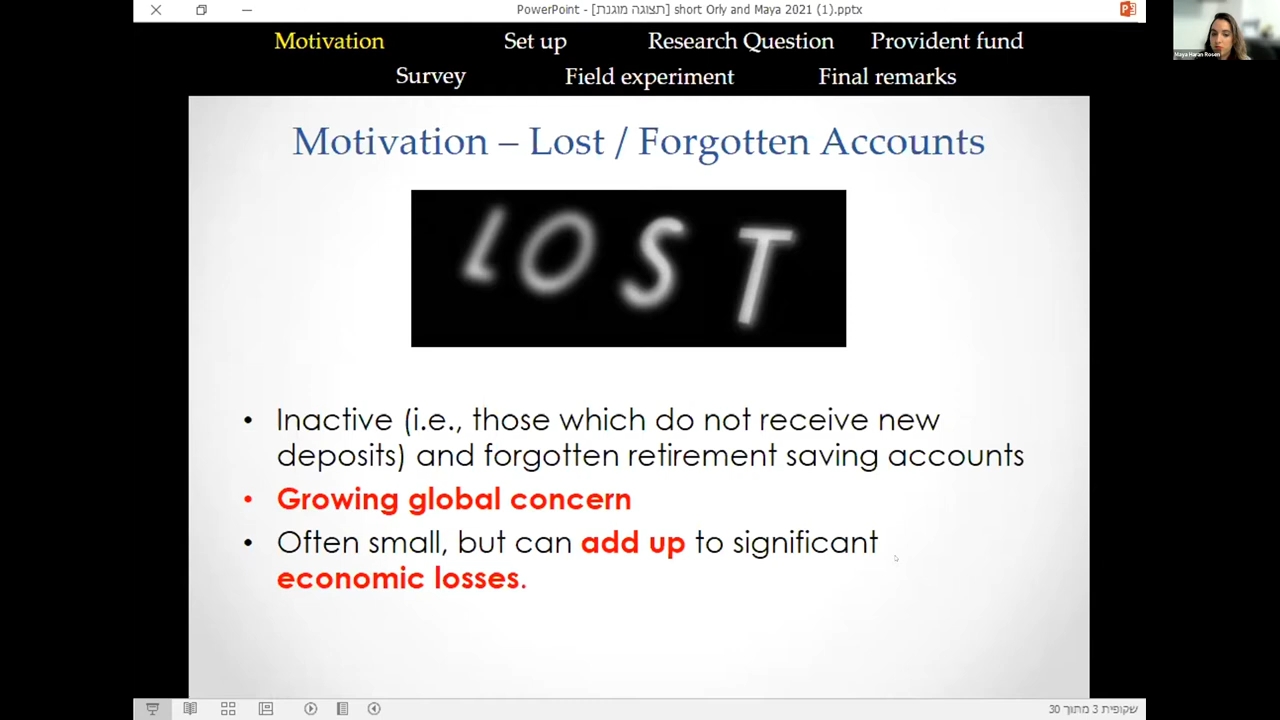 PowerPoint - [תצוגה מוגנת] short Orly and Maya 2021 (1).pptx
Maya Haran Rosen
Motivation Set up Research Question Provident fund
Survey Field experiment Final remarks
Motivation – Lost / Forgotten Accounts
LOST
• Inactive (i.e., those which do not receive new
deposits) and forgotten retirement saving accounts
• Growing global concern
• Often small, but can add up to significant
economic losses.
שקופית 3 מתוך 30